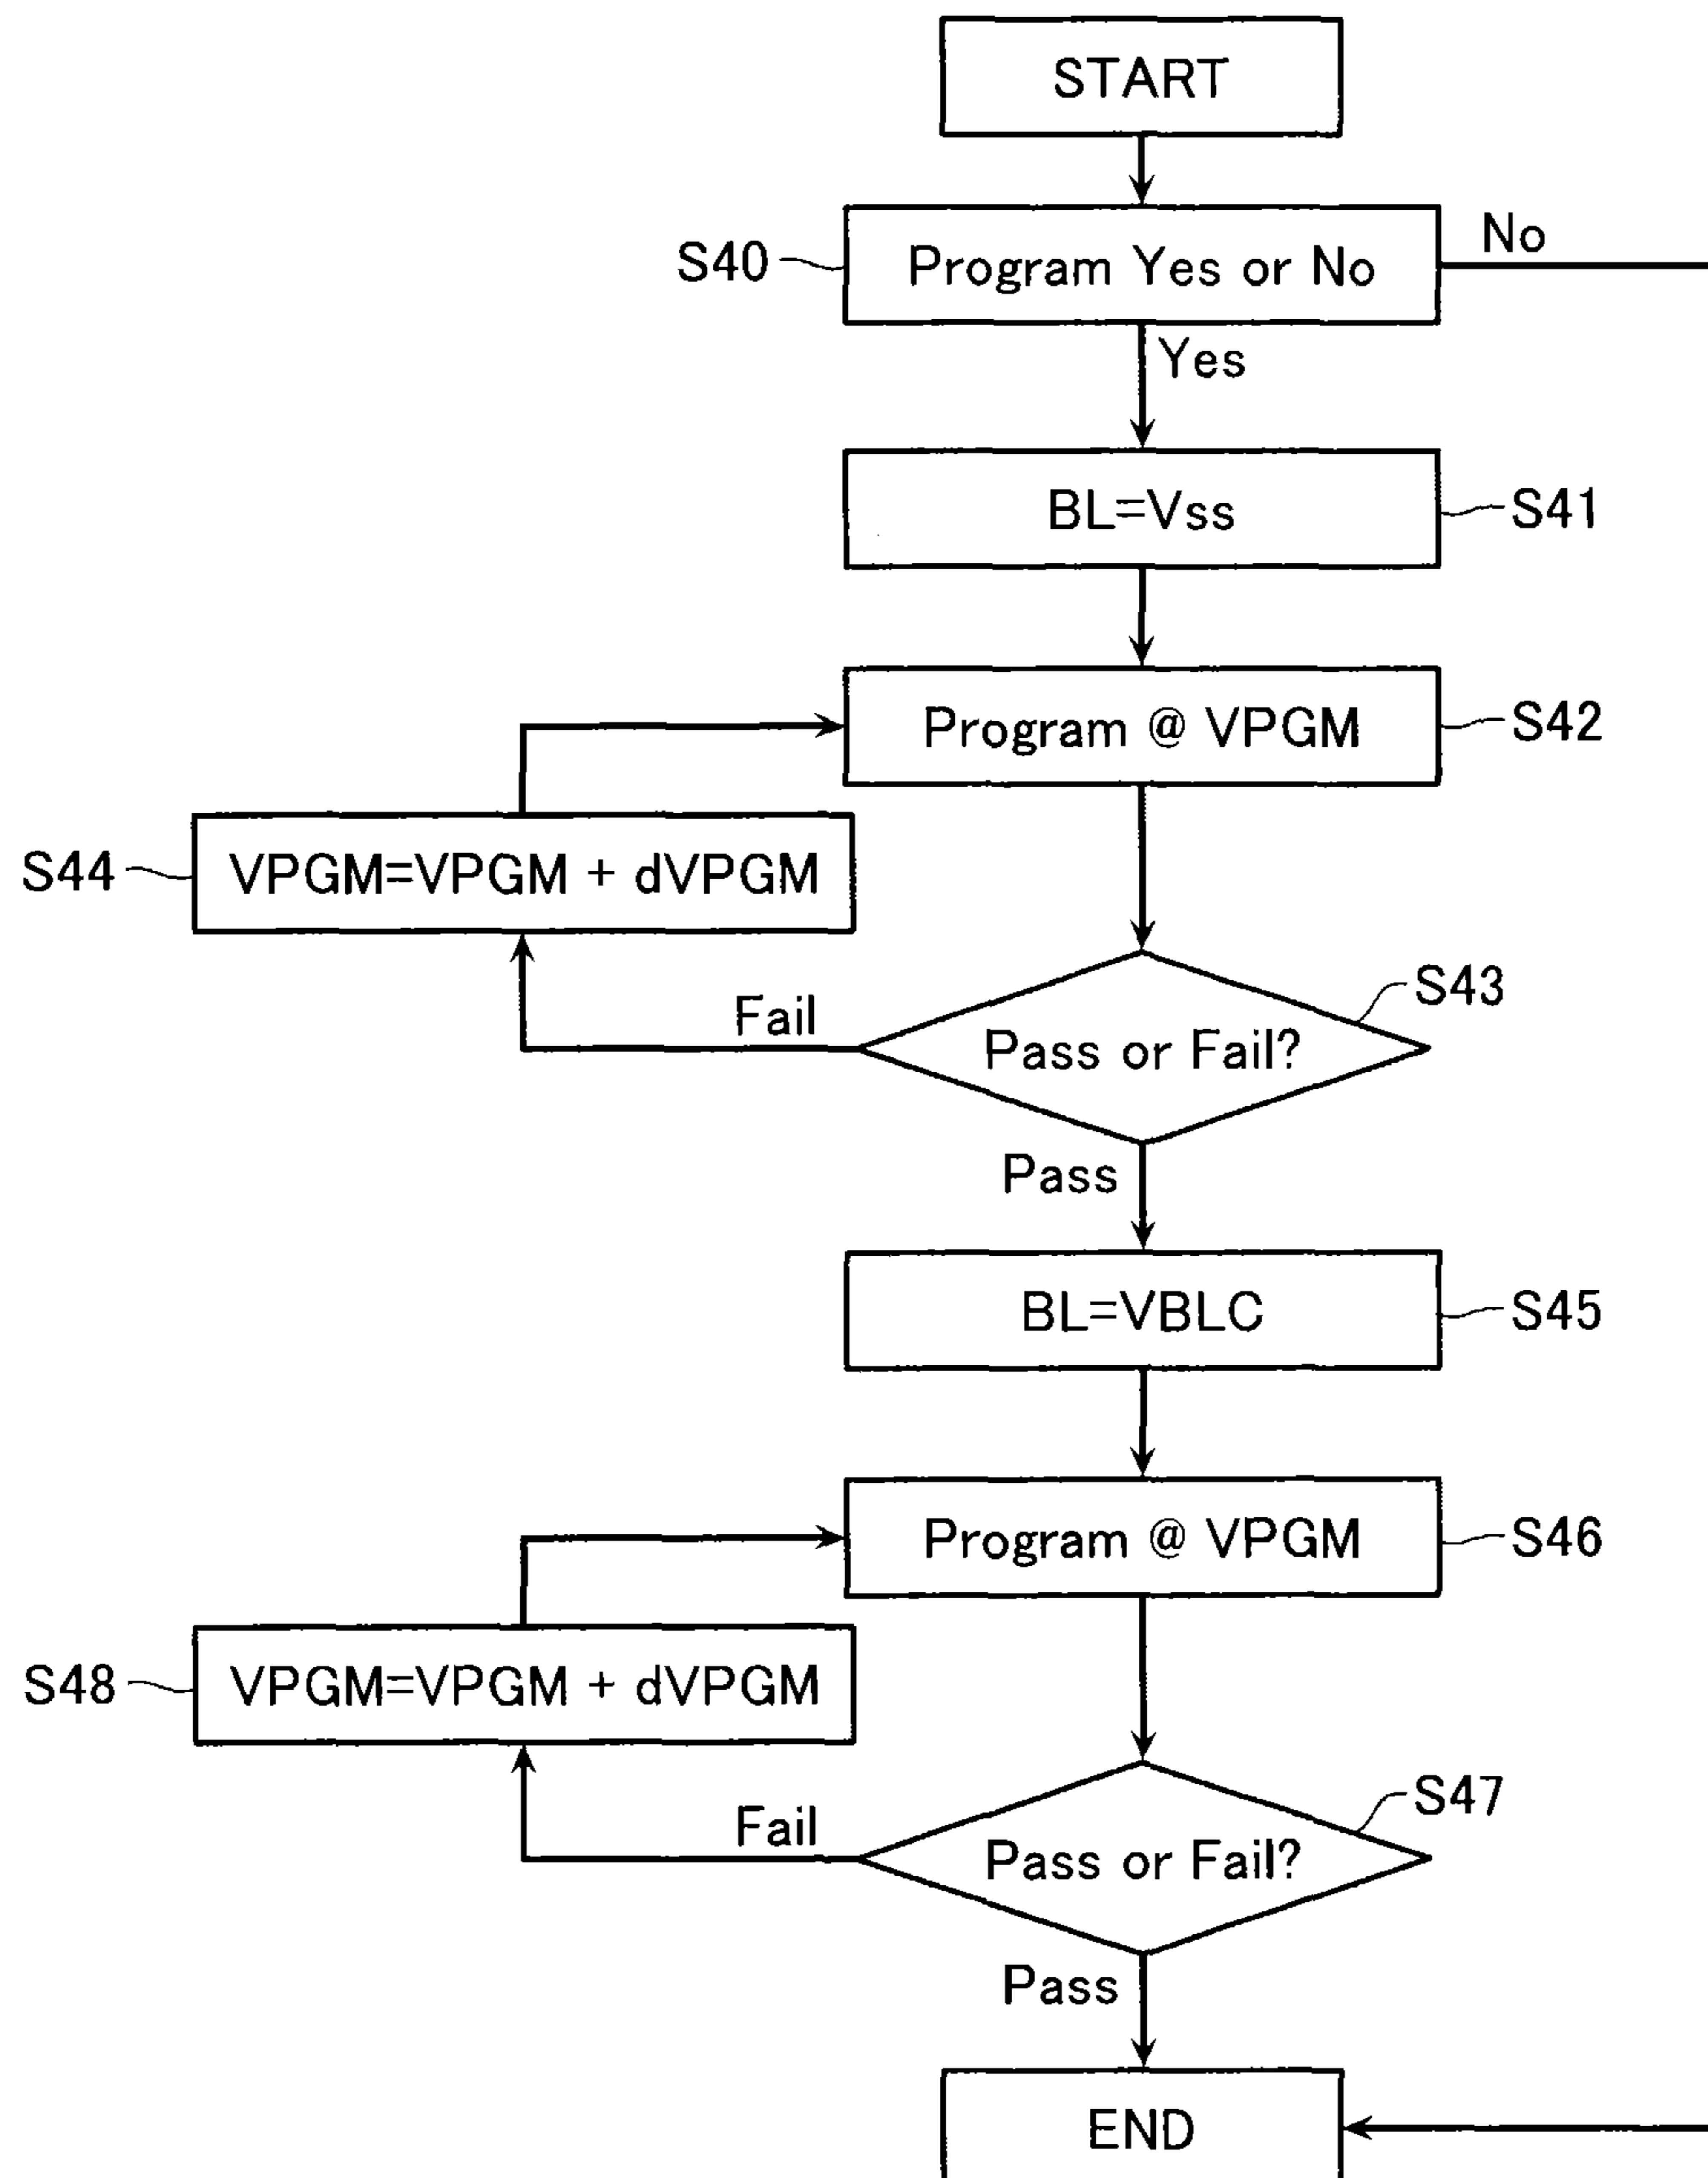 START
No
S40
Program Yes or No
Yes
BL=Vss
S41
Program @ VPGM
S42
S44
VPGM=VPGM + dVPGM
S43
Fail
Pass or Fail?
Pass
BL=VBLC
S45
Program @ VPGM
S46
S48
VPGM=VPGM + dVPGM
S47
Fail
Pass or Fail?
Pass
END